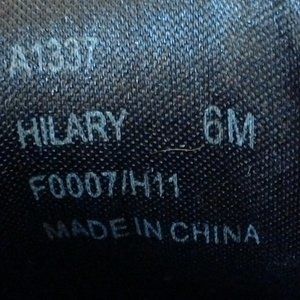 A1337
HILARY 6M
F0007/H11
MADE IN CHINA